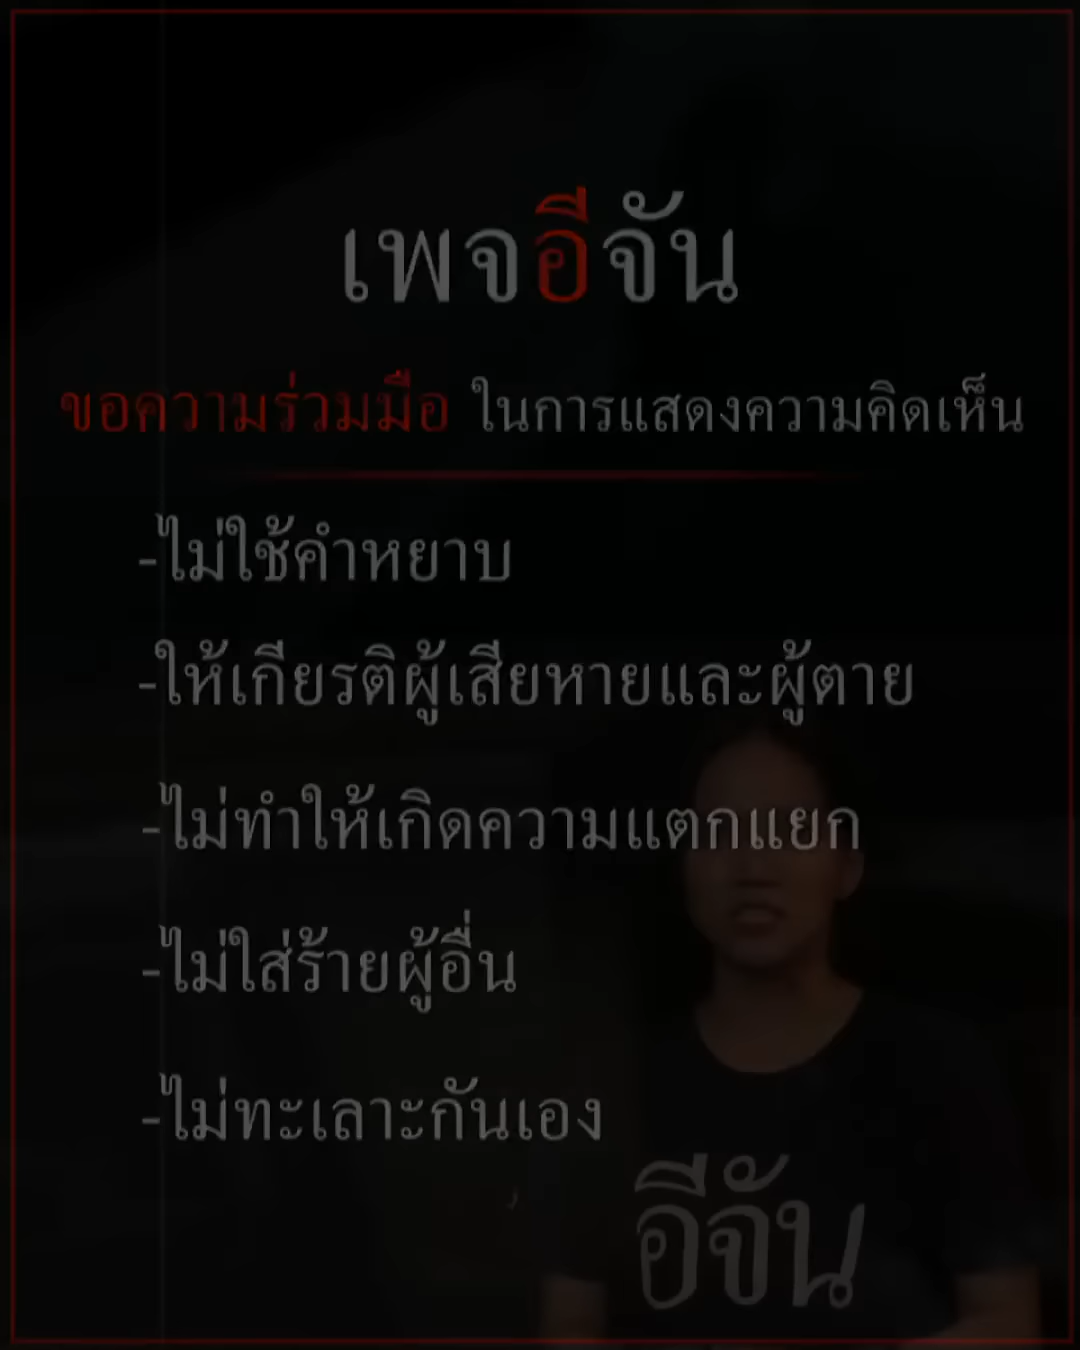 เพจอีจัน
ขอความร่วมมือ ในการแสดงความคิดเห็น
-ไม่ใช้คำหยาบ
-ให้เกียรติผู้เสียหายและผู้ตาย
-ไม่ทำให้เกิดความแตกแยก
-ไม่ใส่ร้ายผู้อื่น
-ไม่ทะเลาะกันเอง
อีจัน